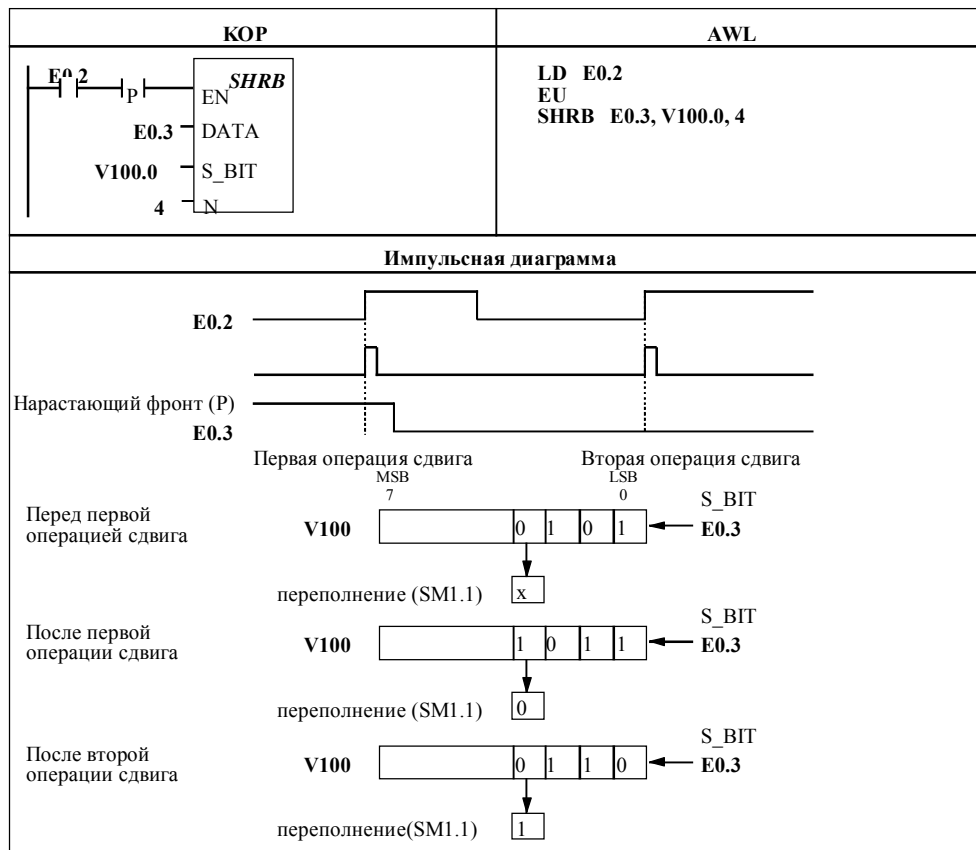 KOP
AWL
E0.2
P
SHRB
EN
E0.3
DATA
V100.0
S_BIT
4
N
LD E0.2
EU
SHRB E0.3, V100.0, 4
Импульсная диаграмма
E0.2
Нарастающий фронт (P)
E0.3
Первая операция сдвига
Вторая операция сдвига
MSB
7
LSB
0
S_BIT
Перед первой
операцией сдвига
V100
0 1 0 1
E0.3
переполнение (SM1.1)
x
S_BIT
После первой
операции сдвига
V100
1 0 1 1
E0.3
переполнение (SM1.1)
0
S_BIT
После второй
операции сдвига
V100
0 1 1 0
E0.3
переполнение(SM1.1)
1